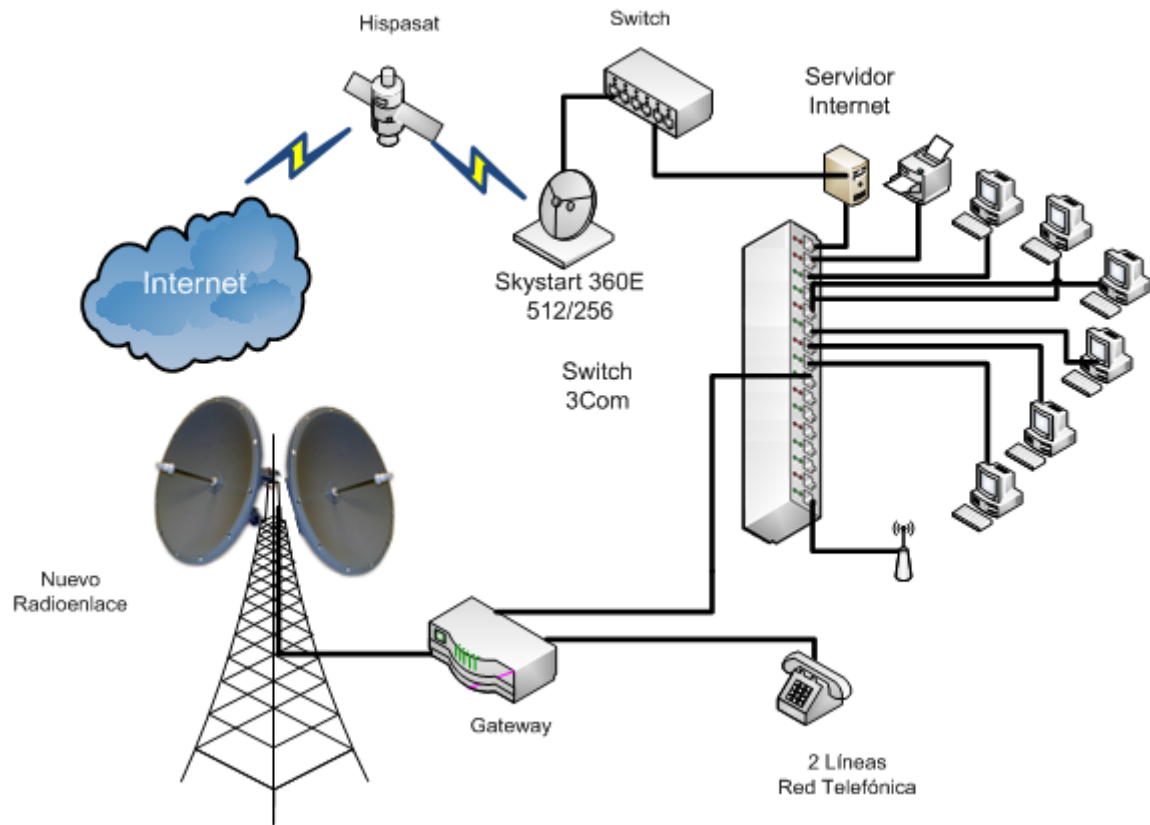 Hispasat
Switch
Servidor
Internet
Internet
Skystart 360E
512/256
Switch
3Com
Nuevo
Radioenlace
Gateway
2 Líneas
Red Telefónica